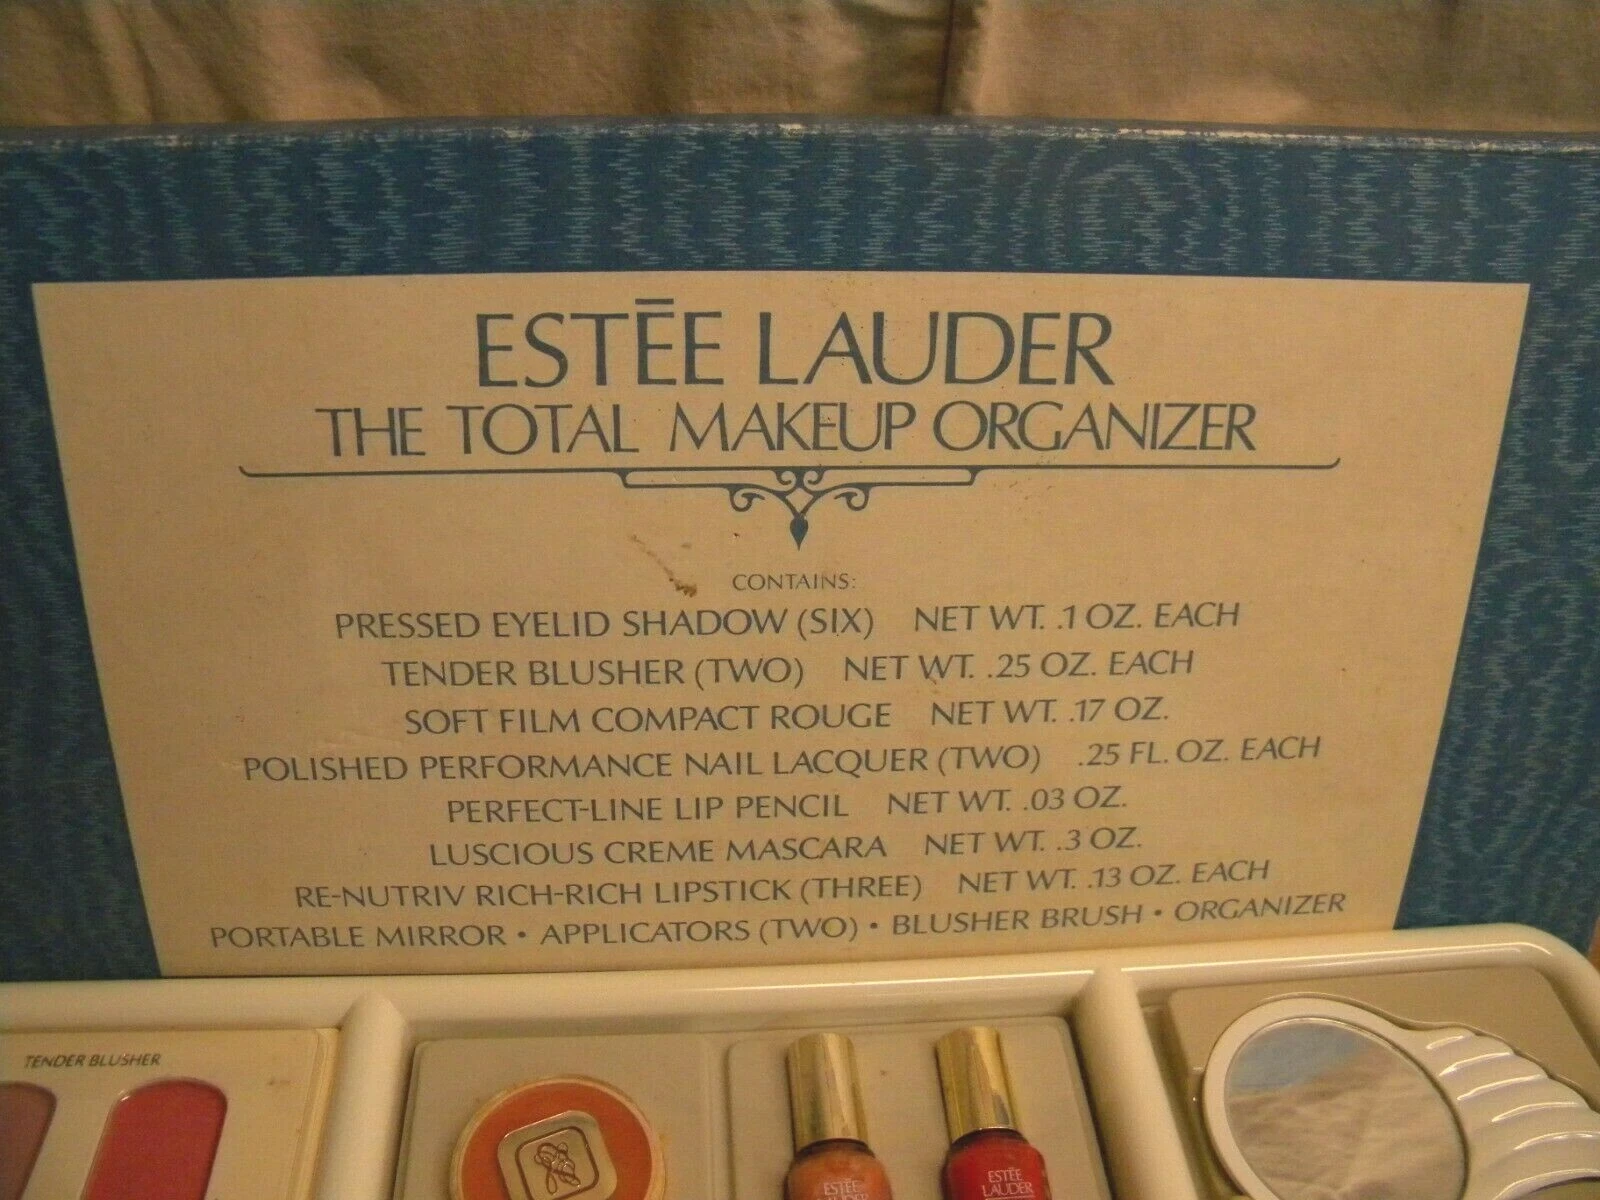 ESTĒE LAUDER
THE TOTAL MAKEUP ORGANIZER
CONTAINS:
PRESSED EYELID SHADOW (SIX) NET WT. .1 OZ. EACH
TENDER BLUSHER (TWO) NET WT. .25 OZ. EACH
SOFT FILM COMPACT ROUGE NET WT. .17 OZ.
POLISHED PERFORMANCE NAIL LACQUER (TWO) .25 FL. OZ. EACH
PERFECT-LINE LIP PENCIL NET WT. .03 OZ.
LUSCIOUS CREME MASCARA NET WT. .3 OZ.
RE-NUTRIV RICH-RICH LIPSTICK (THREE) NET WT. .13 OZ. EACH
PORTABLE MIRROR • APPLICATORS (TWO) • BLUSHER BRUSH • ORGANIZER
TENDER BLUSHER
ESTĒE
LAUDER
ESTĒE
LAUDER